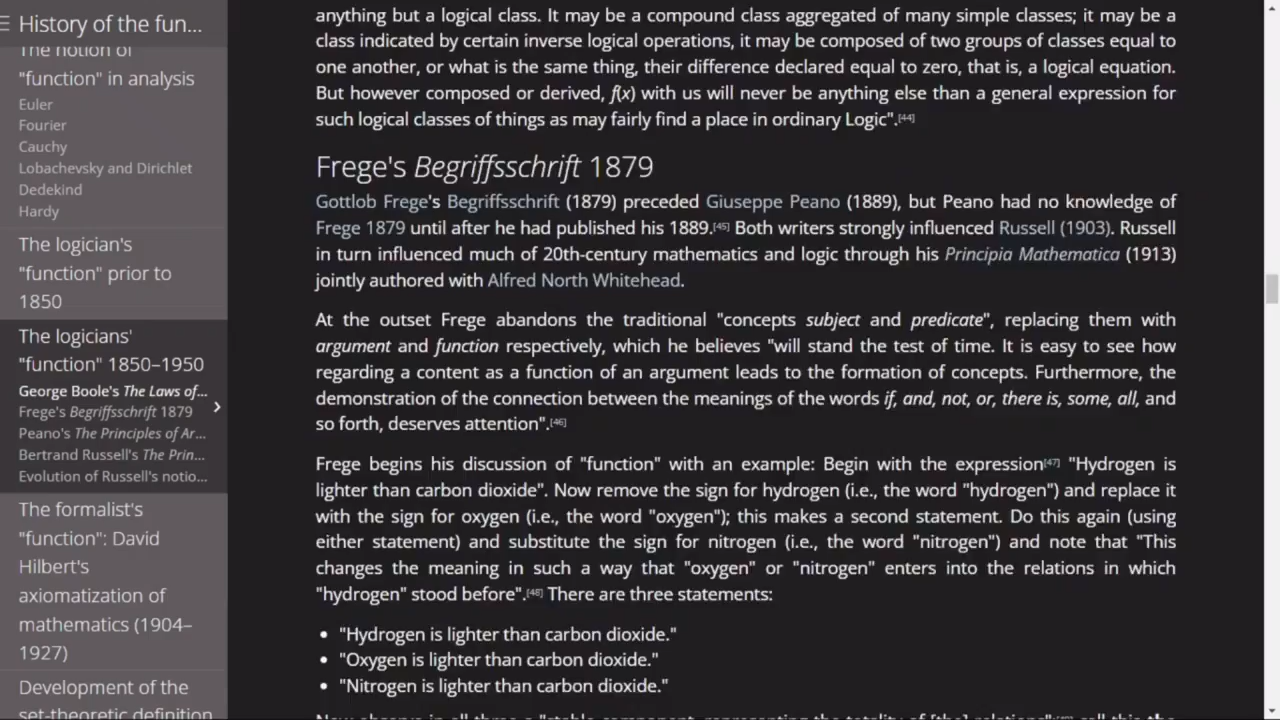 History of the fun...
The notion of
"function" in analysis
Euler
Fourier
Cauchy
Lobachevsky and Dirichlet
Dedekind
Hardy
The logician's
"function" prior to
1850
The logicians'
"function" 1850–1950
George Boole's The Laws of...
Frege's Begriffsschrift 1879
Peano's The Principles of Ar...
Bertrand Russell's The Prin...
Evolution of Russell's notio...
The formalist's
"function": David
Hilbert's
axiomatization of
mathematics (1904–
1927)
Development of the
set-theoretic definition
anything but a logical class. It may be a compound class aggregated of many simple classes; it may be a
class indicated by certain inverse logical operations, it may be composed of two groups of classes equal to
one another, or what is the same thing, their difference declared equal to zero, that is, a logical equation.
But however composed or derived, f(x) with us will never be anything else than a general expression for
such logical classes of things as may fairly find a place in ordinary Logic".[44]
Frege's Begriffsschrift 1879
Gottlob Frege's Begriffsschrift (1879) preceded Giuseppe Peano (1889), but Peano had no knowledge of
Frege 1879 until after he had published his 1889.[45] Both writers strongly influenced Russell (1903). Russell
in turn influenced much of 20th-century mathematics and logic through his Principia Mathematica (1913)
jointly authored with Alfred North Whitehead.
At the outset Frege abandons the traditional "concepts subject and predicate", replacing them with
argument and function respectively, which he believes "will stand the test of time. It is easy to see how
regarding a content as a function of an argument leads to the formation of concepts. Furthermore, the
demonstration of the connection between the meanings of the words if, and, not, or, there is, some, all, and
so forth, deserves attention".[46]
Frege begins his discussion of "function" with an example: Begin with the expression[47] "Hydrogen is
lighter than carbon dioxide". Now remove the sign for hydrogen (i.e., the word "hydrogen") and replace it
with the sign for oxygen (i.e., the word "oxygen"); this makes a second statement. Do this again (using
either statement) and substitute the sign for nitrogen (i.e., the word "nitrogen") and note that "This
changes the meaning in such a way that "oxygen" or "nitrogen" enters into the relations in which
"hydrogen" stood before".[48] There are three statements:
• "Hydrogen is lighter than carbon dioxide."
• "Oxygen is lighter than carbon dioxide."
• "Nitrogen is lighter than carbon dioxide."